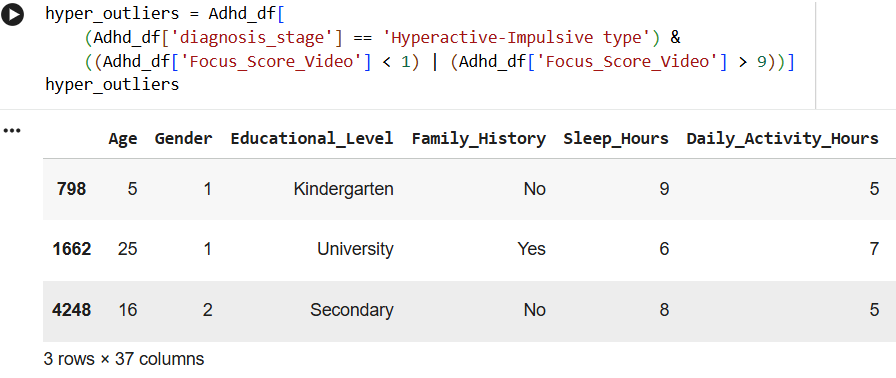 hyper_outliers = Adhd_df[
(Adhd_df['diagnosis_stage'] == 'Hyperactive-Impulsive type') &
((Adhd_df['Focus_Score_Video'] < 1) | (Adhd_df['Focus_Score_Video'] > 9))]
hyper_outliers
Age Gender Educational_Level Family_History Sleep_Hours Daily_Activity_Hours
798 5 1 Kindergarten No 9 5
1662 25 1 University Yes 6 7
4248 16 2 Secondary No 8 5
3 rows × 37 columns